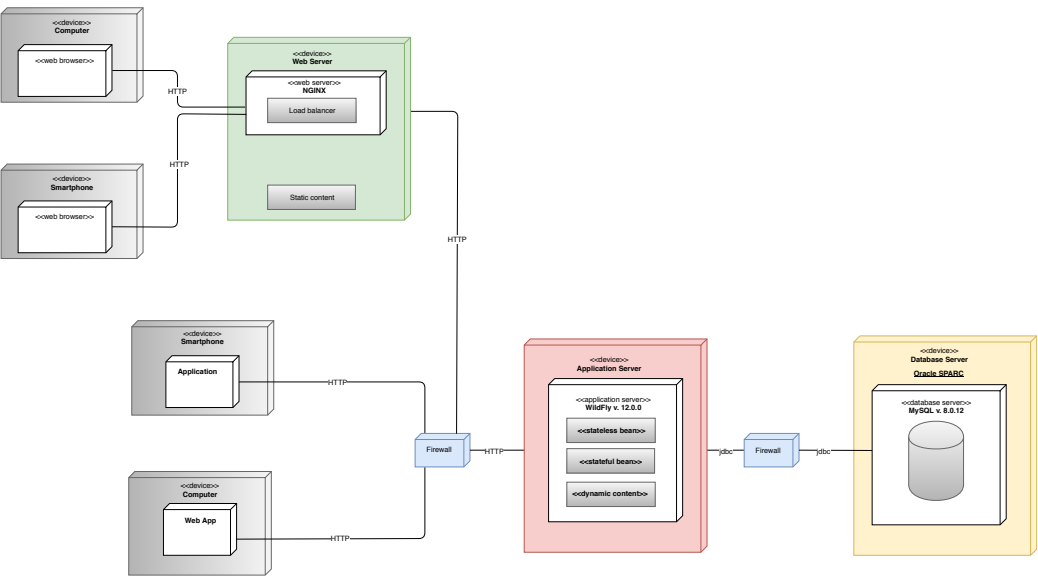 <<device>>
Computer
<<web browser>>
HTTP
<<device>>
Web Server
<<web server>>
NGINX
Load balancer
Static content
HTTP
<<device>>
Smartphone
<<web browser>>
HTTP
<<device>>
Smartphone
Application
HTTP
<<device>>
Computer
Web App
HTTP
Firewall
HTTP
<<device>>
Application Server
<<application server>>
WildFly v. 12.0.0
<<stateless bean>>
<<stateful bean>>
<<dynamic content>>
jdbc
Firewall
jdbc
<<device>>
Database Server
Oracle SPARC
<<database server>>
MySQL v. 8.0.12